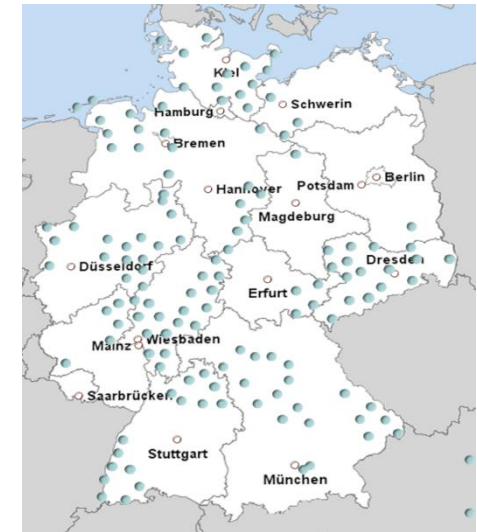 Kiel
Schwerin
Hamburg
Bremen
Berlin
Hannover
Potsdam
Magdeburg
Düsseldorf
Dresden
Erfurt
Wiesbaden
Mainz
Saarbrücken
Stuttgart
München